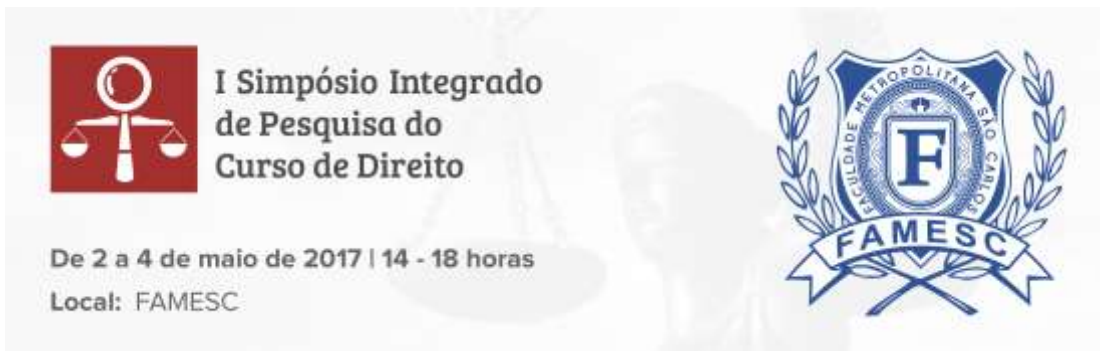 I Simpósio Integrado
de Pesquisa do
Curso de Direito
De 2 a 4 de maio de 2017 | 14 - 18 horas
Local: FAMESC
FACULDADE METROPOLITANA SÃO CARLOS
F
FAMESC